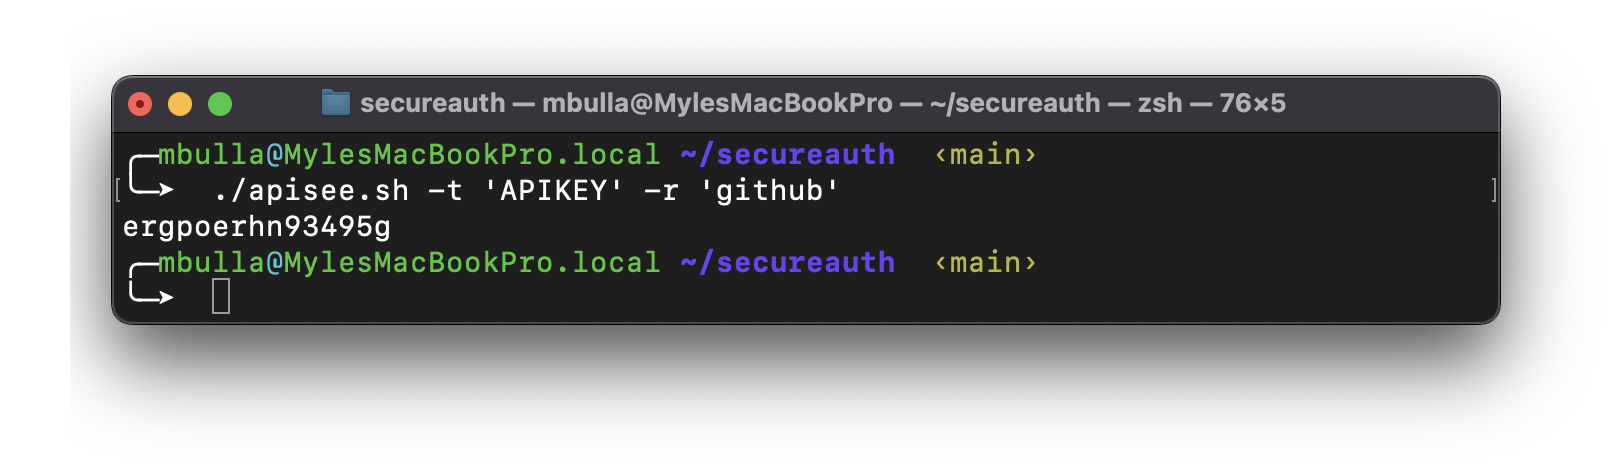 secureauth — mbulla@MylesMacBookPro — ~/secureauth — zsh — 76×5
mbulla@MylesMacBookPro.local ~/secureauth ‹main›
./apisee.sh -t 'APIKEY' -r 'github'
ergpoerhn93495g
mbulla@MylesMacBookPro.local ~/secureauth ‹main›